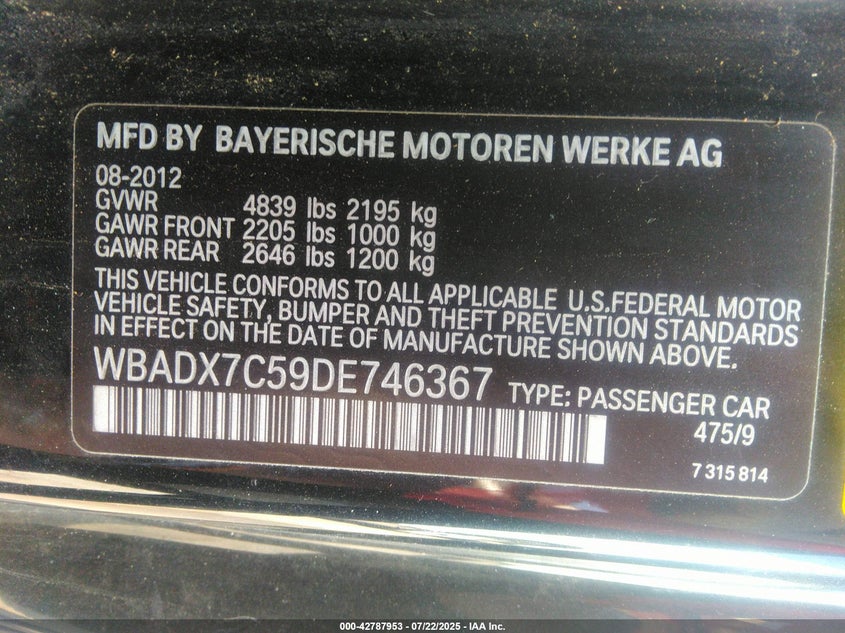 MFD BY BAYERISCHE MOTOREN WERKE AG
08-2012
GVWR 4839 lbs 2195 kg
GAWR FRONT 2205 lbs 1000 kg
GAWR REAR 2646 lbs 1200 kg
THIS VEHICLE CONFORMS TO ALL APPLICABLE U.S.FEDERAL MOTOR
VEHICLE SAFETY, BUMPER AND THEFT PREVENTION STANDARDS
IN EFFECT ON THE DATE OF MANUFACTURE SHOWN ABOVE.
WBADX7C59DE746367 TYPE: PASSENGER CAR
475/9
7 315 814
000-42787953 - 07/22/2025 - IAA Inc.